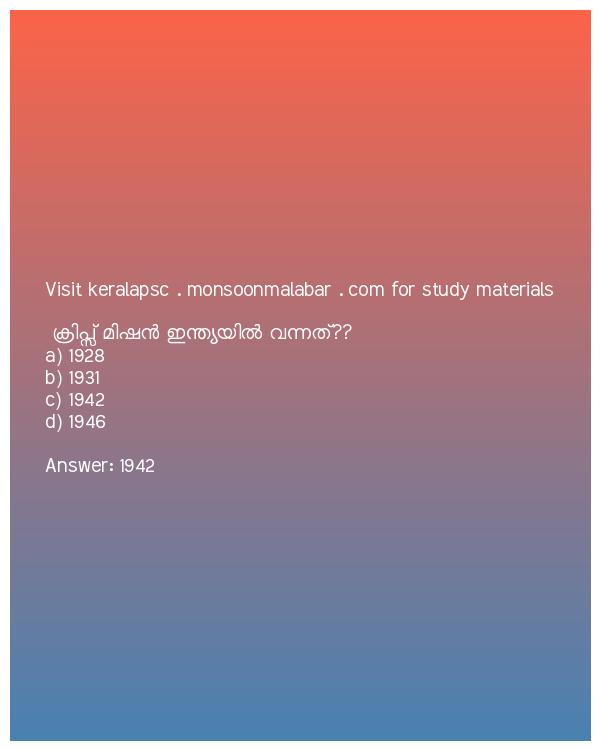 Visit keralapsc . monsoonmalabar . com for study materials
ക്രിപ്സ് മിഷൻ ഇന്ത്യയിൽ വന്നത്??
a) 1928
b) 1931
c) 1942
d) 1946
Answer: 1942